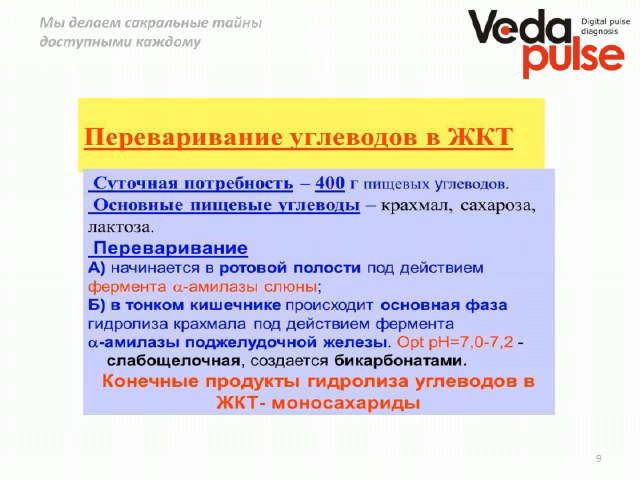 Мы делаем сакральные тайны
доступными каждому
Veda
pulse
Digital pulse
diagnosis
Переваривание углеводов в ЖКТ
Суточная потребность – 400 г пищевых углеводов.
Основные пищевые углеводы – крахмал, сахароза,
лактоза.
Переваривание
А) начинается в ротовой полости под действием
фермента α-амилазы слюны;
Б) в тонком кишечнике происходит основная фаза
гидролиза крахмала под действием фермента
α-амилазы поджелудочной железы. Opt pH=7,0-7,2 -
слабощелочная, создается бикарбонатами.
Конечные продукты гидролиза углеводов в
ЖКТ- моносахариды
9